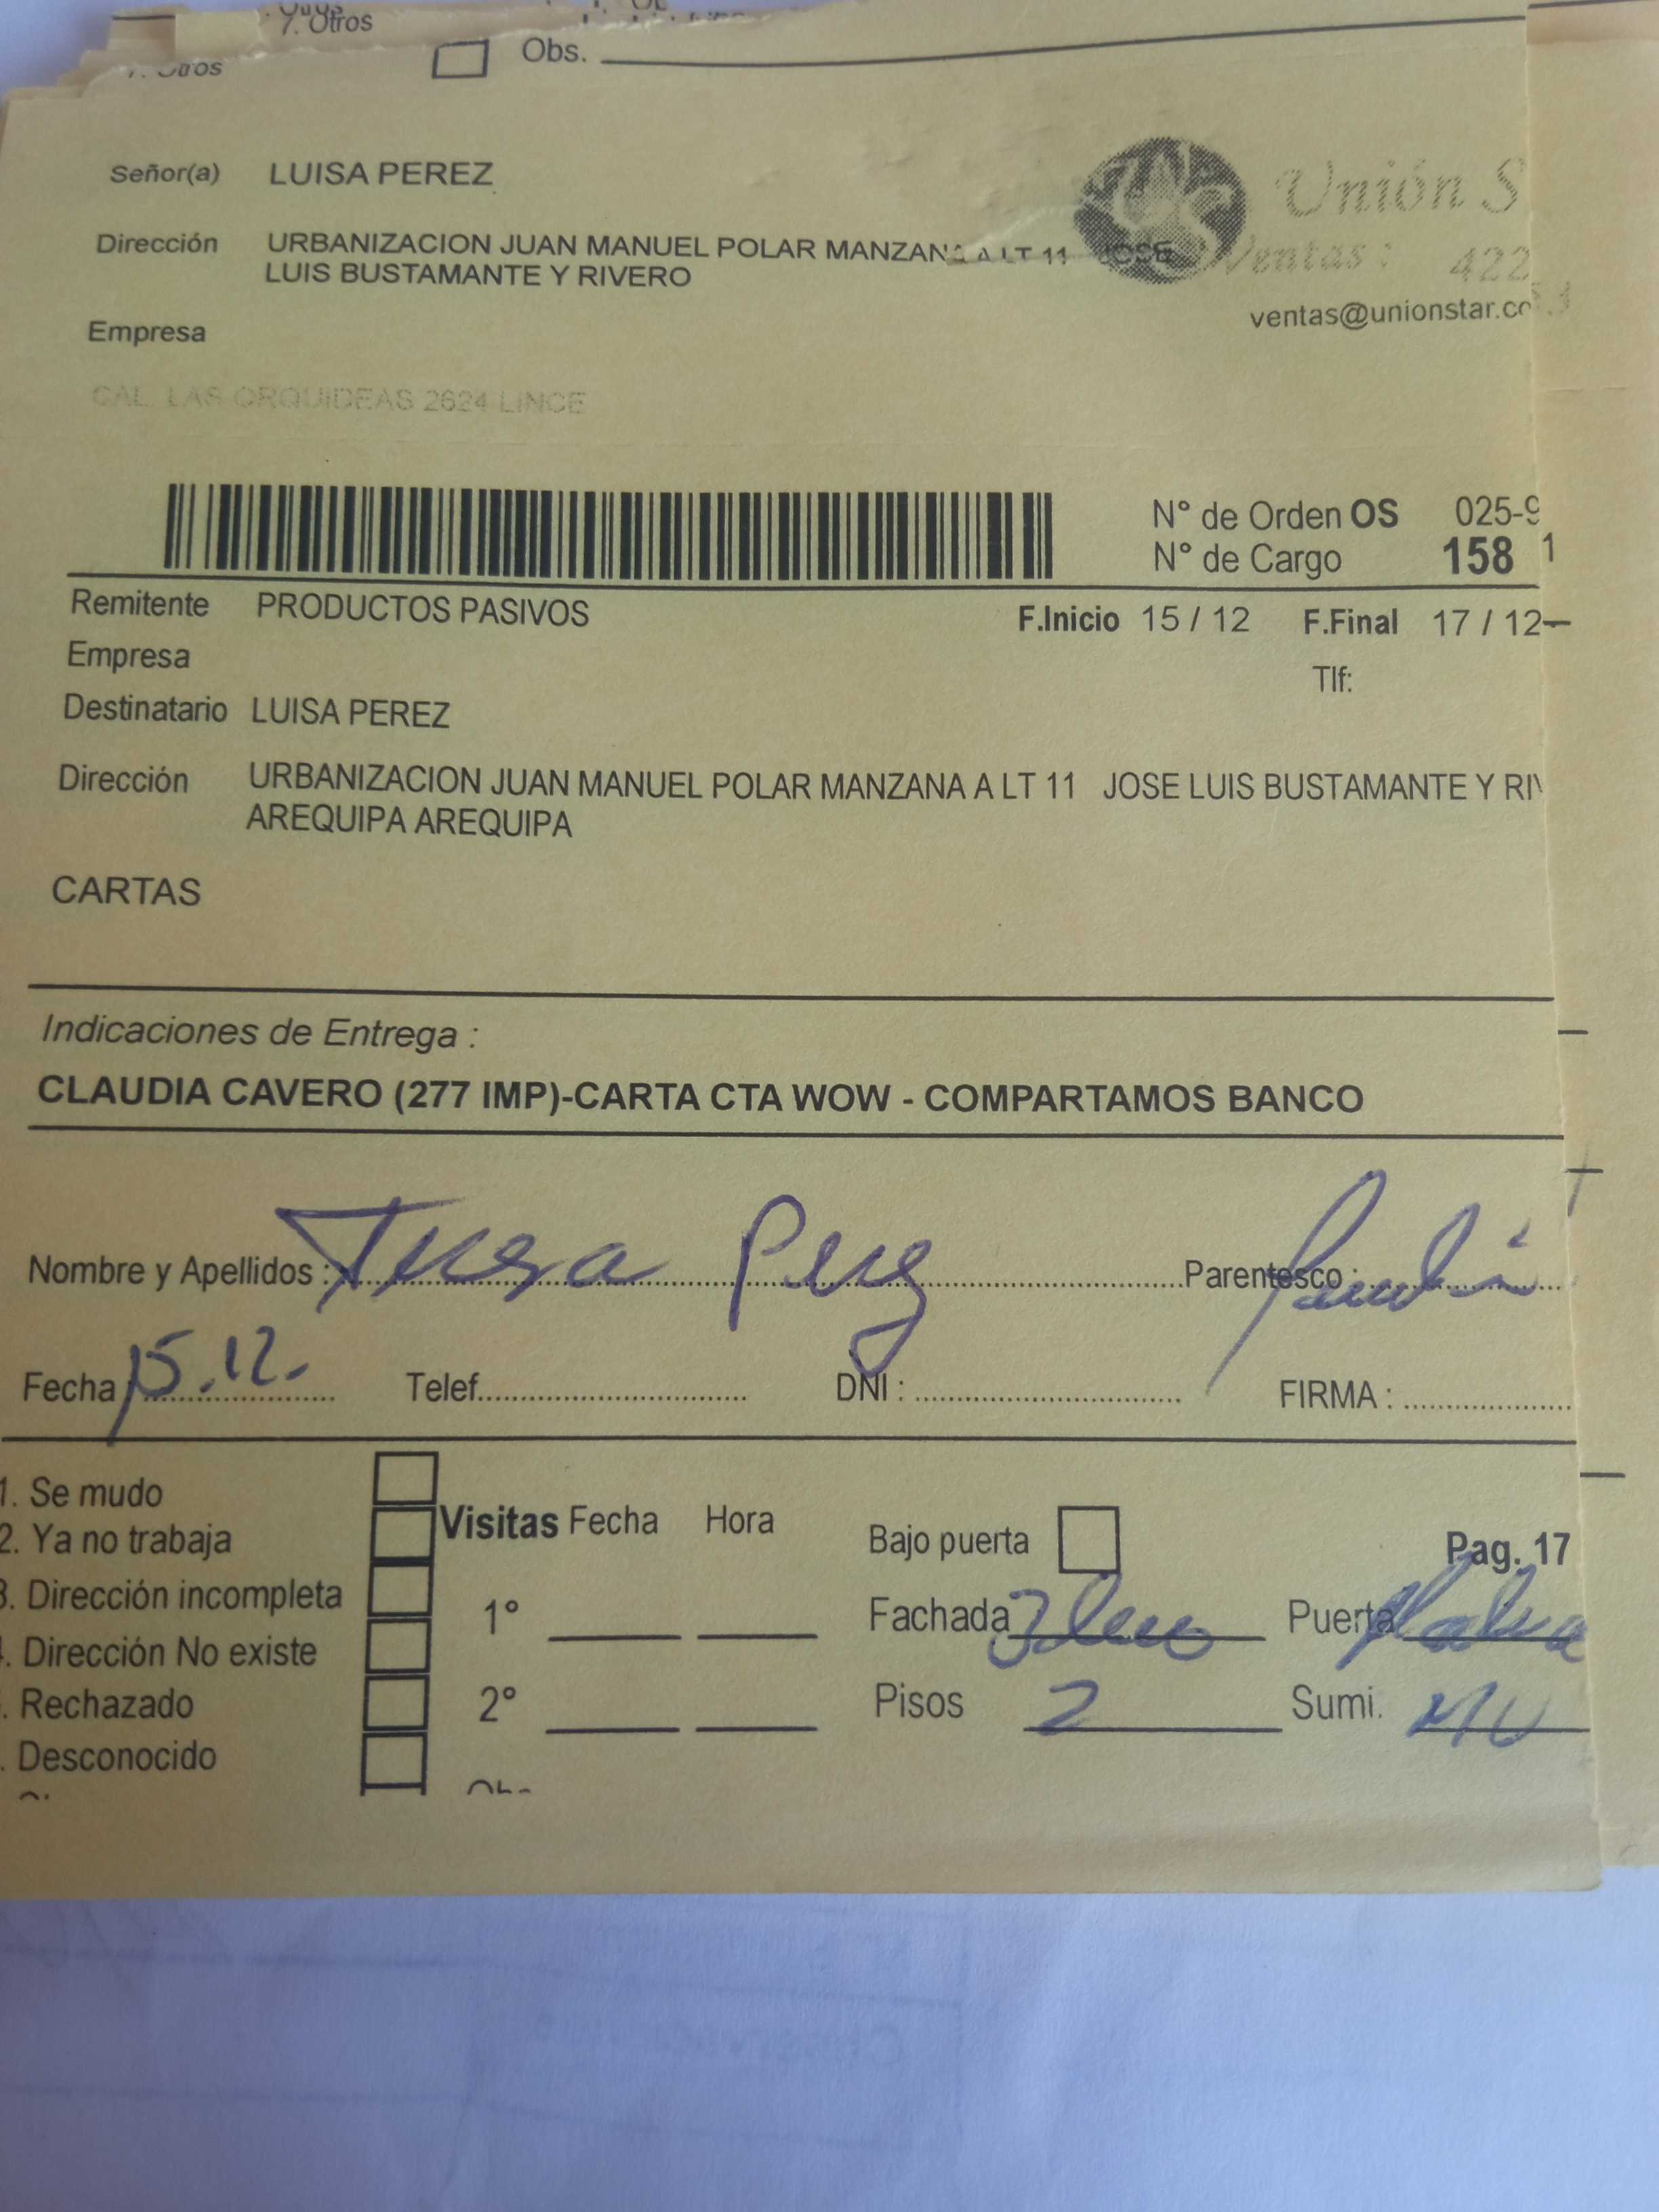 7. Otros
Otros
Obs.
Señor(a) LUISA PEREZ
Dirección URBANIZACION JUAN MANUEL POLAR MANZANA A LT 11 JOSE
LUIS BUSTAMANTE Y RIVERO
Empresa
CAL. LAS ORQUIDEAS 2624 LINCE
Unión S
Ventas: 422
ventas@unionstar.co
N° de Orden OS 025-9
N° de Cargo 158 1
Remitente PRODUCTOS PASIVOS F.Inicio 15 / 12 F.Final 17 / 12
Empresa
Tlf:
Destinatario LUISA PEREZ
Dirección URBANIZACION JUAN MANUEL POLAR MANZANA A LT 11 JOSE LUIS BUSTAMANTE Y RIV
AREQUIPA AREQUIPA
CARTAS
Indicaciones de Entrega :
CLAUDIA CAVERO (277 IMP)-CARTA CTA WOW - COMPARTAMOS BANCO
Nombre y Apellidos : Teresa Perez Parentesco :
Fecha 15.12. Telef. DNI : FIRMA :
1. Se mudo
2. Ya no trabaja
3. Dirección incompleta
. Dirección No existe
. Rechazado
. Desconocido
Visitas Fecha Hora
1°
2°
Bajo puerta Pag. 17
Fachada Puerta
Pisos 2 Sumi.